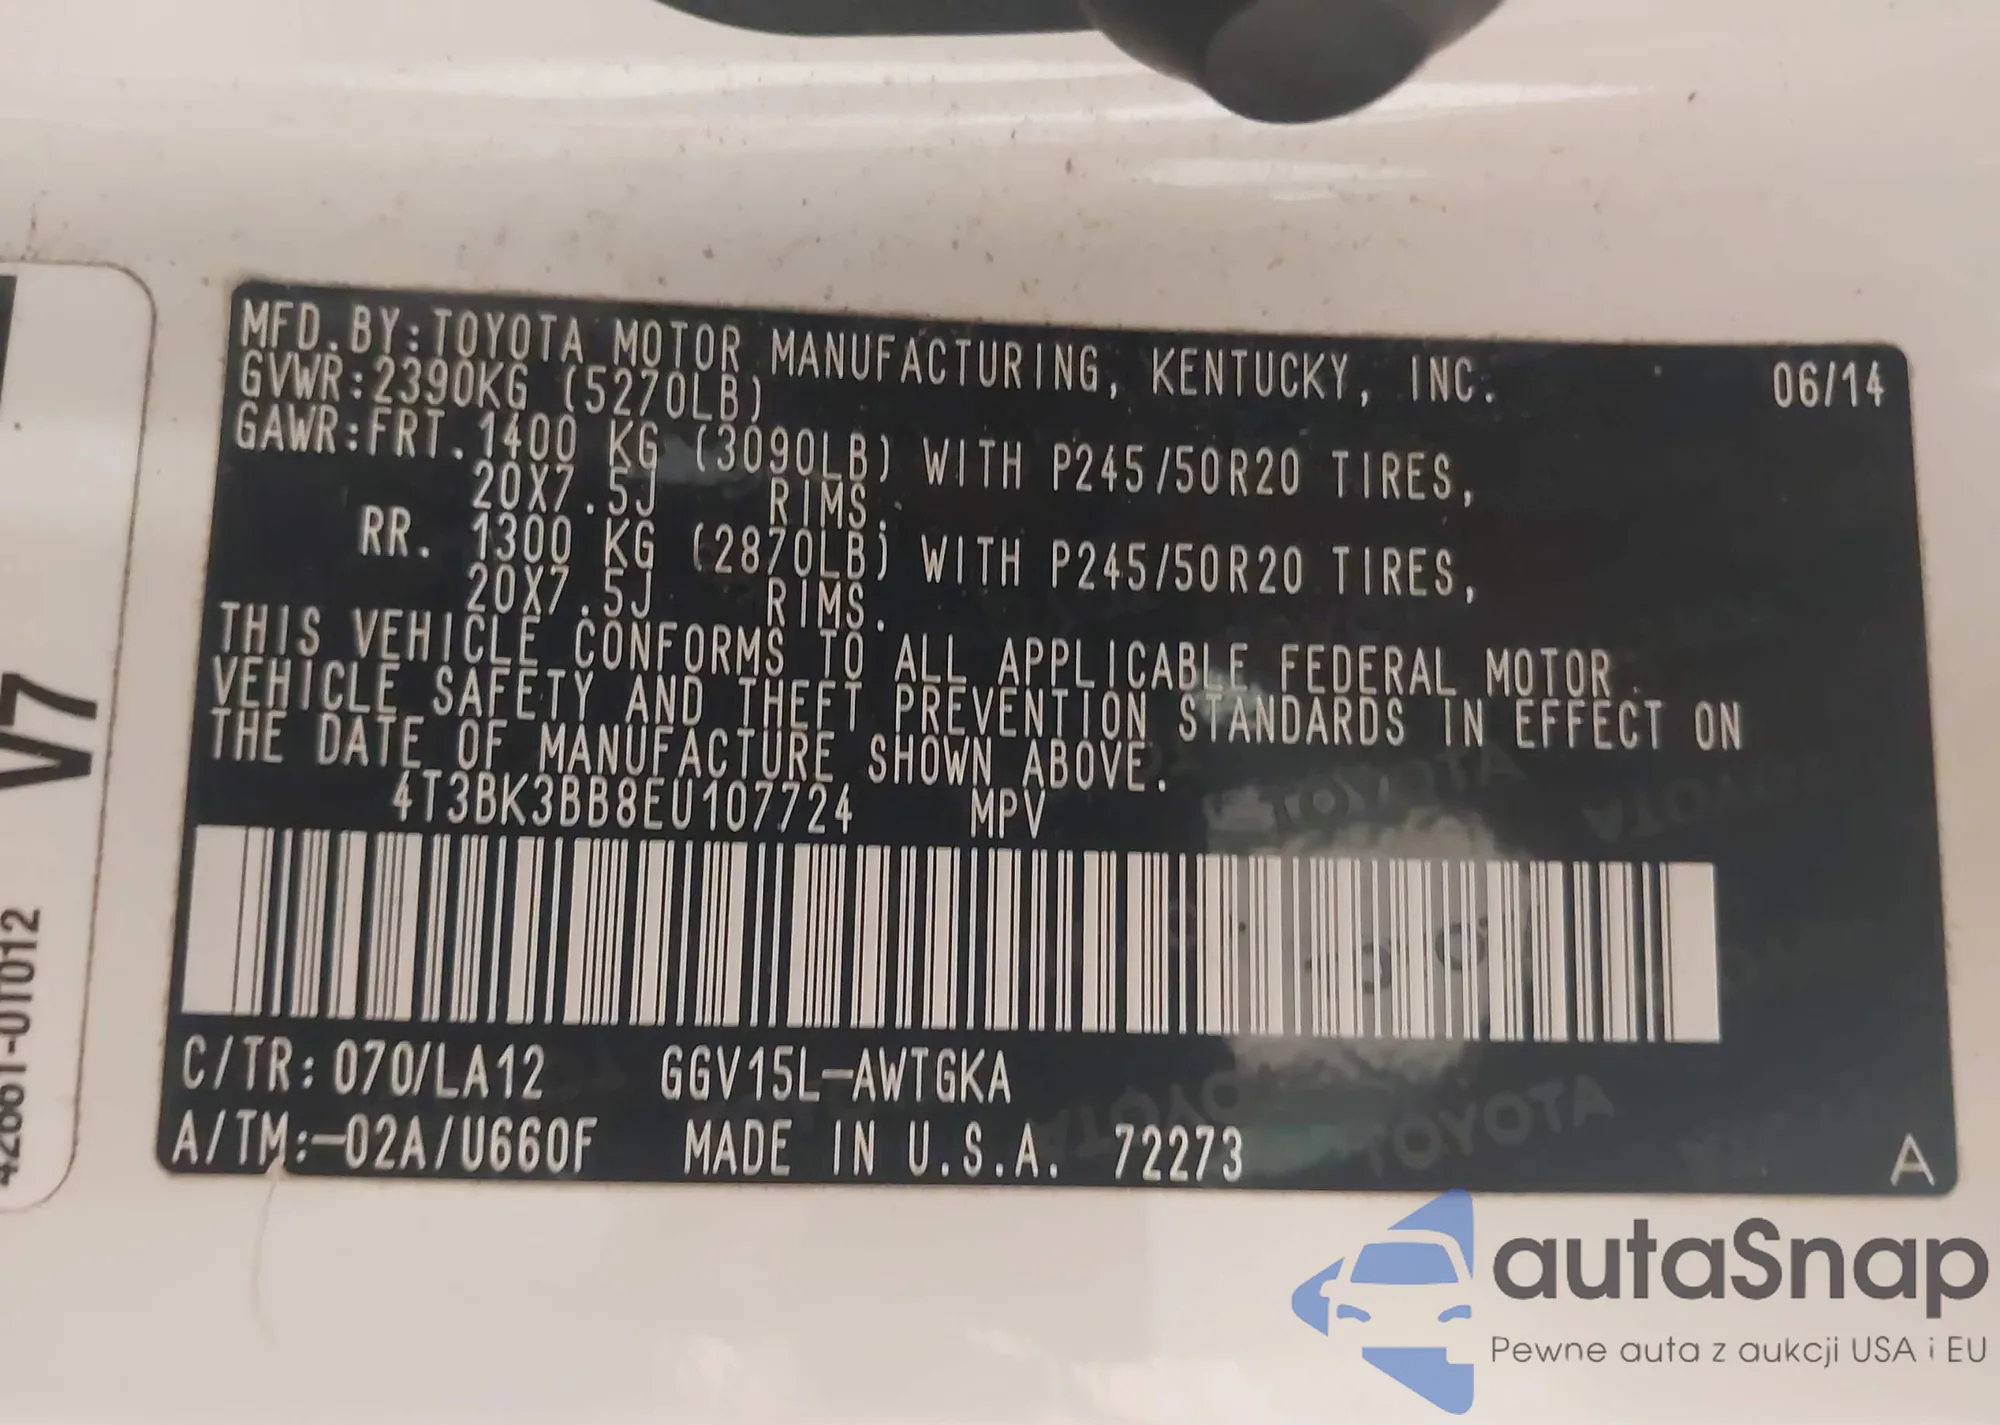 MFD.BY:TOYOTA MOTOR MANUFACTURING, KENTUCKY, INC. 06/14
GVWR:2390KG (5270LB)
GAWR:FRT.1400 KG (3090LB) WITH P245/50R20 TIRES,
20X7.5J RIMS.
RR. 1300 KG (2870LB) WITH P245/50R20 TIRES,
20X7.5J RIMS.
THIS VEHICLE CONFORMS TO ALL APPLICABLE FEDERAL MOTOR
VEHICLE SAFETY AND THEFT PREVENTION STANDARDS IN EFFECT ON
THE DATE OF MANUFACTURE SHOWN ABOVE.
4T3BK3BB8EU107724 MPV
C/TR:070/LA12 GGV15L-AWTGKA
A/TM:-02A/U660F MADE IN U.S.A. 72273
A
V7
42661-0T012
TOYOTA
TOYOTA
TOYOTA
TOYOTA
autaSnap
Pewne auta z aukcji USA i EU